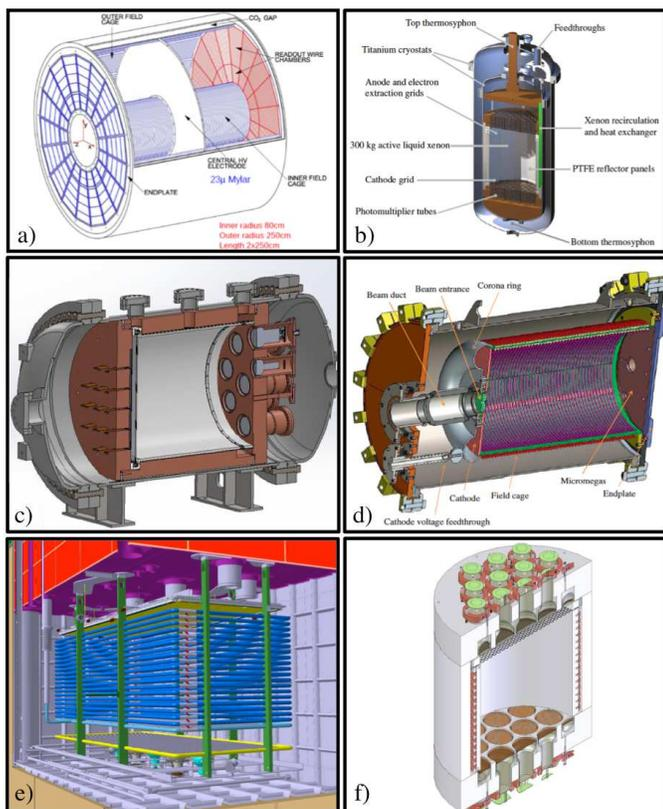 OUTER FIELD
CAGE
CO₂ GAP
READOUT WIRE
CHAMBERS
CENTRAL HV
ELECTRODE
23μ Mylar
INNER FIELD
CAGE
ENDPLATE
Inner radius 80cm
Outer radius 250cm
Length 2x250cm
a)
Top thermosyphon
Feedthroughs
Titanium cryostats
Anode and electron
extraction grids
300 kg active liquid xenon
Xenon recirculation
and heat exchanger
Cathode grid
PTFE reflector panels
Photomultiplier tubes
Bottom thermosyphon
b)
c)
Beam duct
Beam entrance
Corona ring
Micromegas
Endplate
Cathode
Field cage
Cathode voltage feedthrough
d)
e)
f)